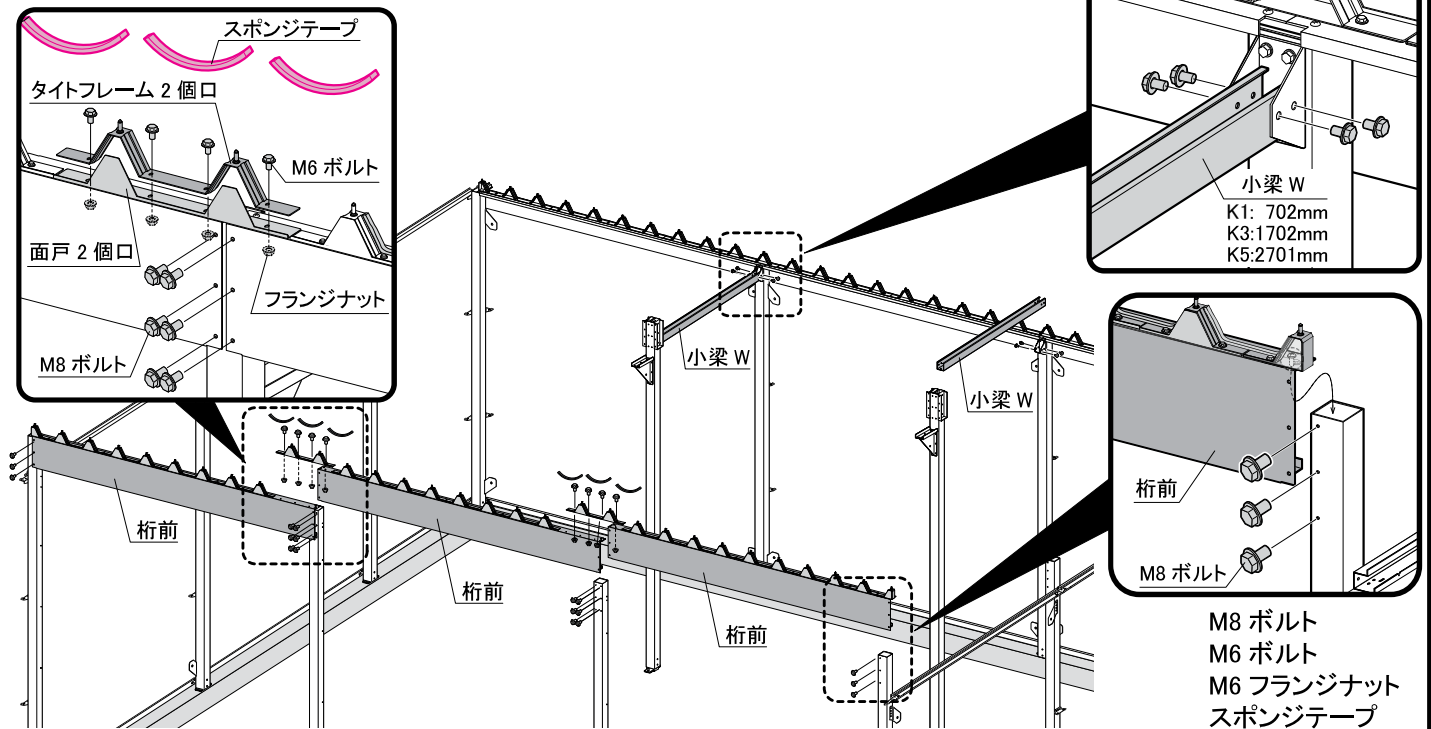 スポンジテープ
タイトフレーム 2 個口
M6 ボルト
面戸 2 個口
フランジナット
M8 ボルト
小梁 W
K1: 702mm
K3:1702mm
K5:2701mm
小梁 W
小梁 W
桁前
桁前
桁前
桁前
M8 ボルト
M8 ボルト
M6 ボルト
M6 フランジナット
スポンジテープ